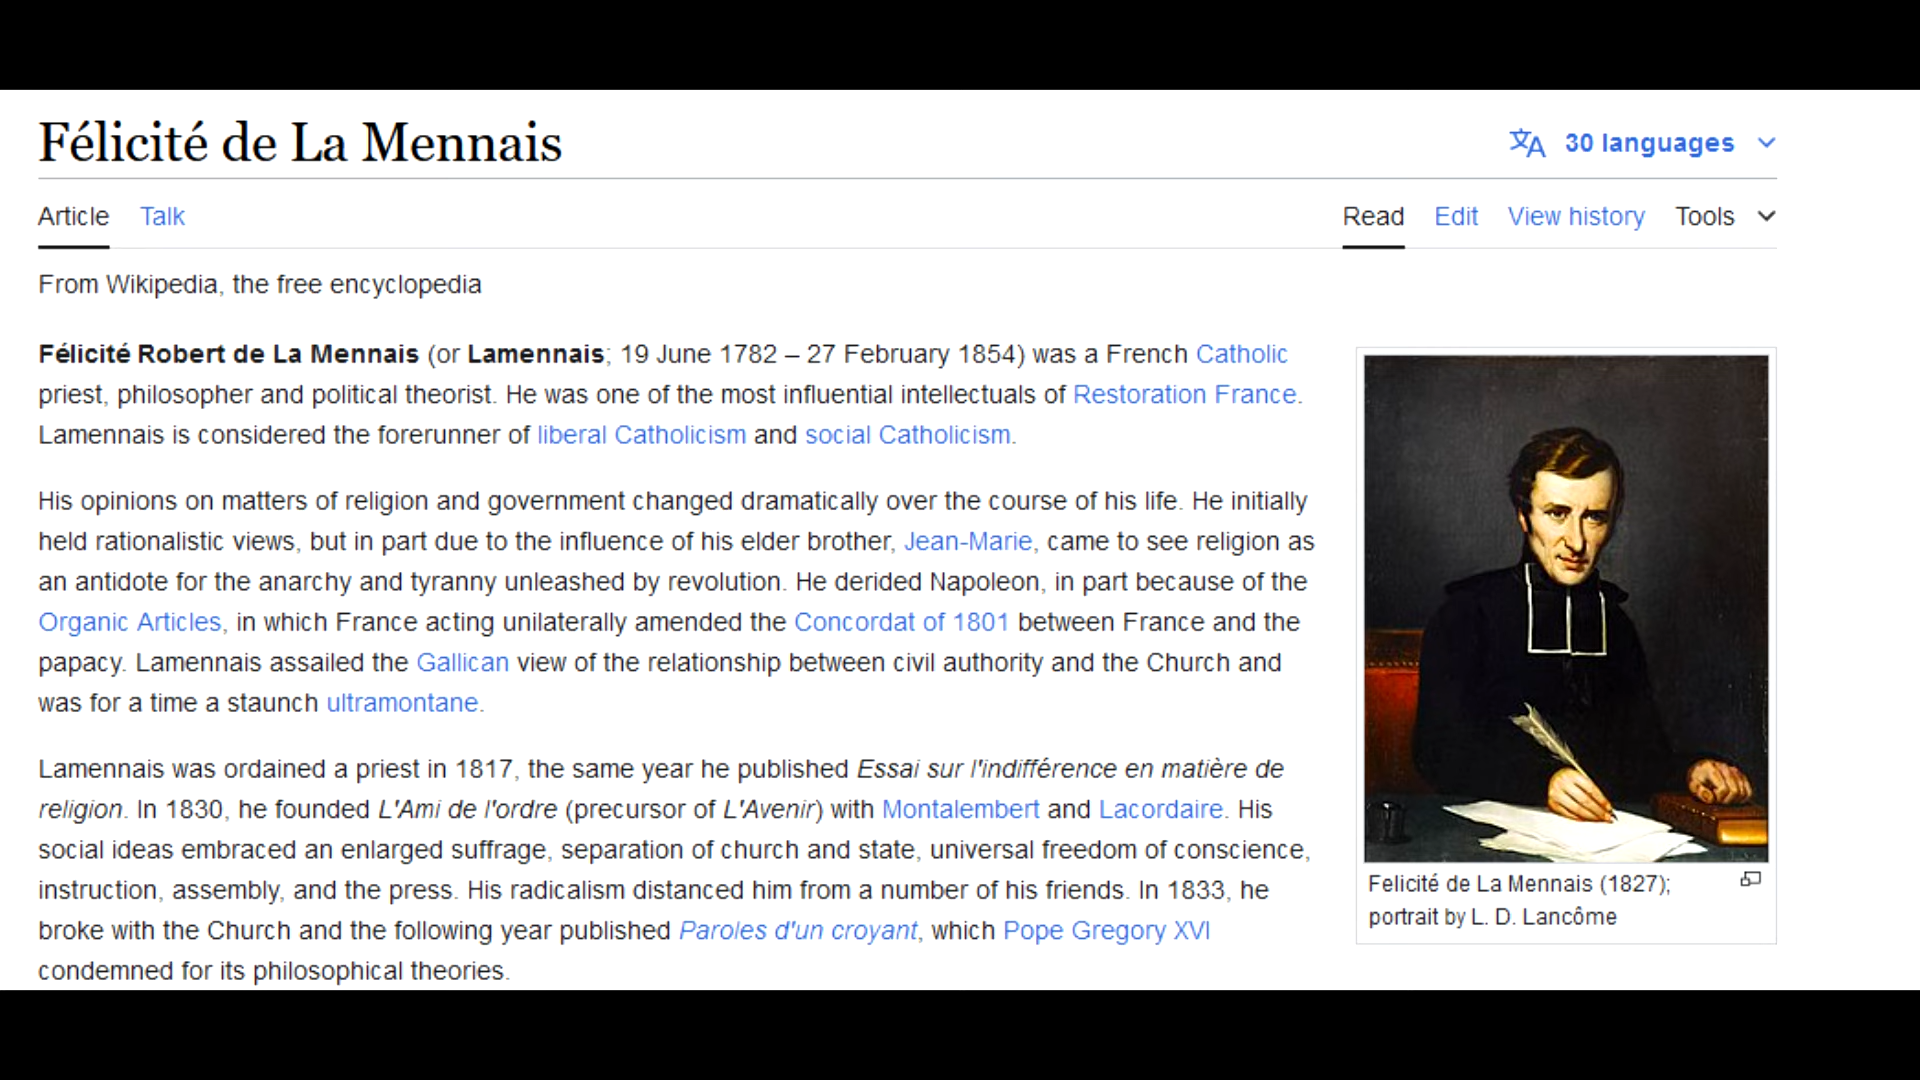 Félicité de La Mennais
30 languages
Article Talk
Read Edit View history Tools
From Wikipedia, the free encyclopedia
Félicité Robert de La Mennais (or Lamennais; 19 June 1782 – 27 February 1854) was a French Catholic
priest, philosopher and political theorist. He was one of the most influential intellectuals of Restoration France.
Lamennais is considered the forerunner of liberal Catholicism and social Catholicism.
His opinions on matters of religion and government changed dramatically over the course of his life. He initially
held rationalistic views, but in part due to the influence of his elder brother, Jean-Marie, came to see religion as
an antidote for the anarchy and tyranny unleashed by revolution. He derided Napoleon, in part because of the
Organic Articles, in which France acting unilaterally amended the Concordat of 1801 between France and the
papacy. Lamennais assailed the Gallican view of the relationship between civil authority and the Church and
was for a time a staunch ultramontane.
Lamennais was ordained a priest in 1817, the same year he published Essai sur l'indifférence en matière de
religion. In 1830, he founded L'Ami de l'ordre (precursor of L'Avenir) with Montalembert and Lacordaire. His
social ideas embraced an enlarged suffrage, separation of church and state, universal freedom of conscience,
instruction, assembly, and the press. His radicalism distanced him from a number of his friends. In 1833, he
broke with the Church and the following year published Paroles d'un croyant, which Pope Gregory XVI
condemned for its philosophical theories.
Felicité de La Mennais (1827);
portrait by L. D. Lancôme